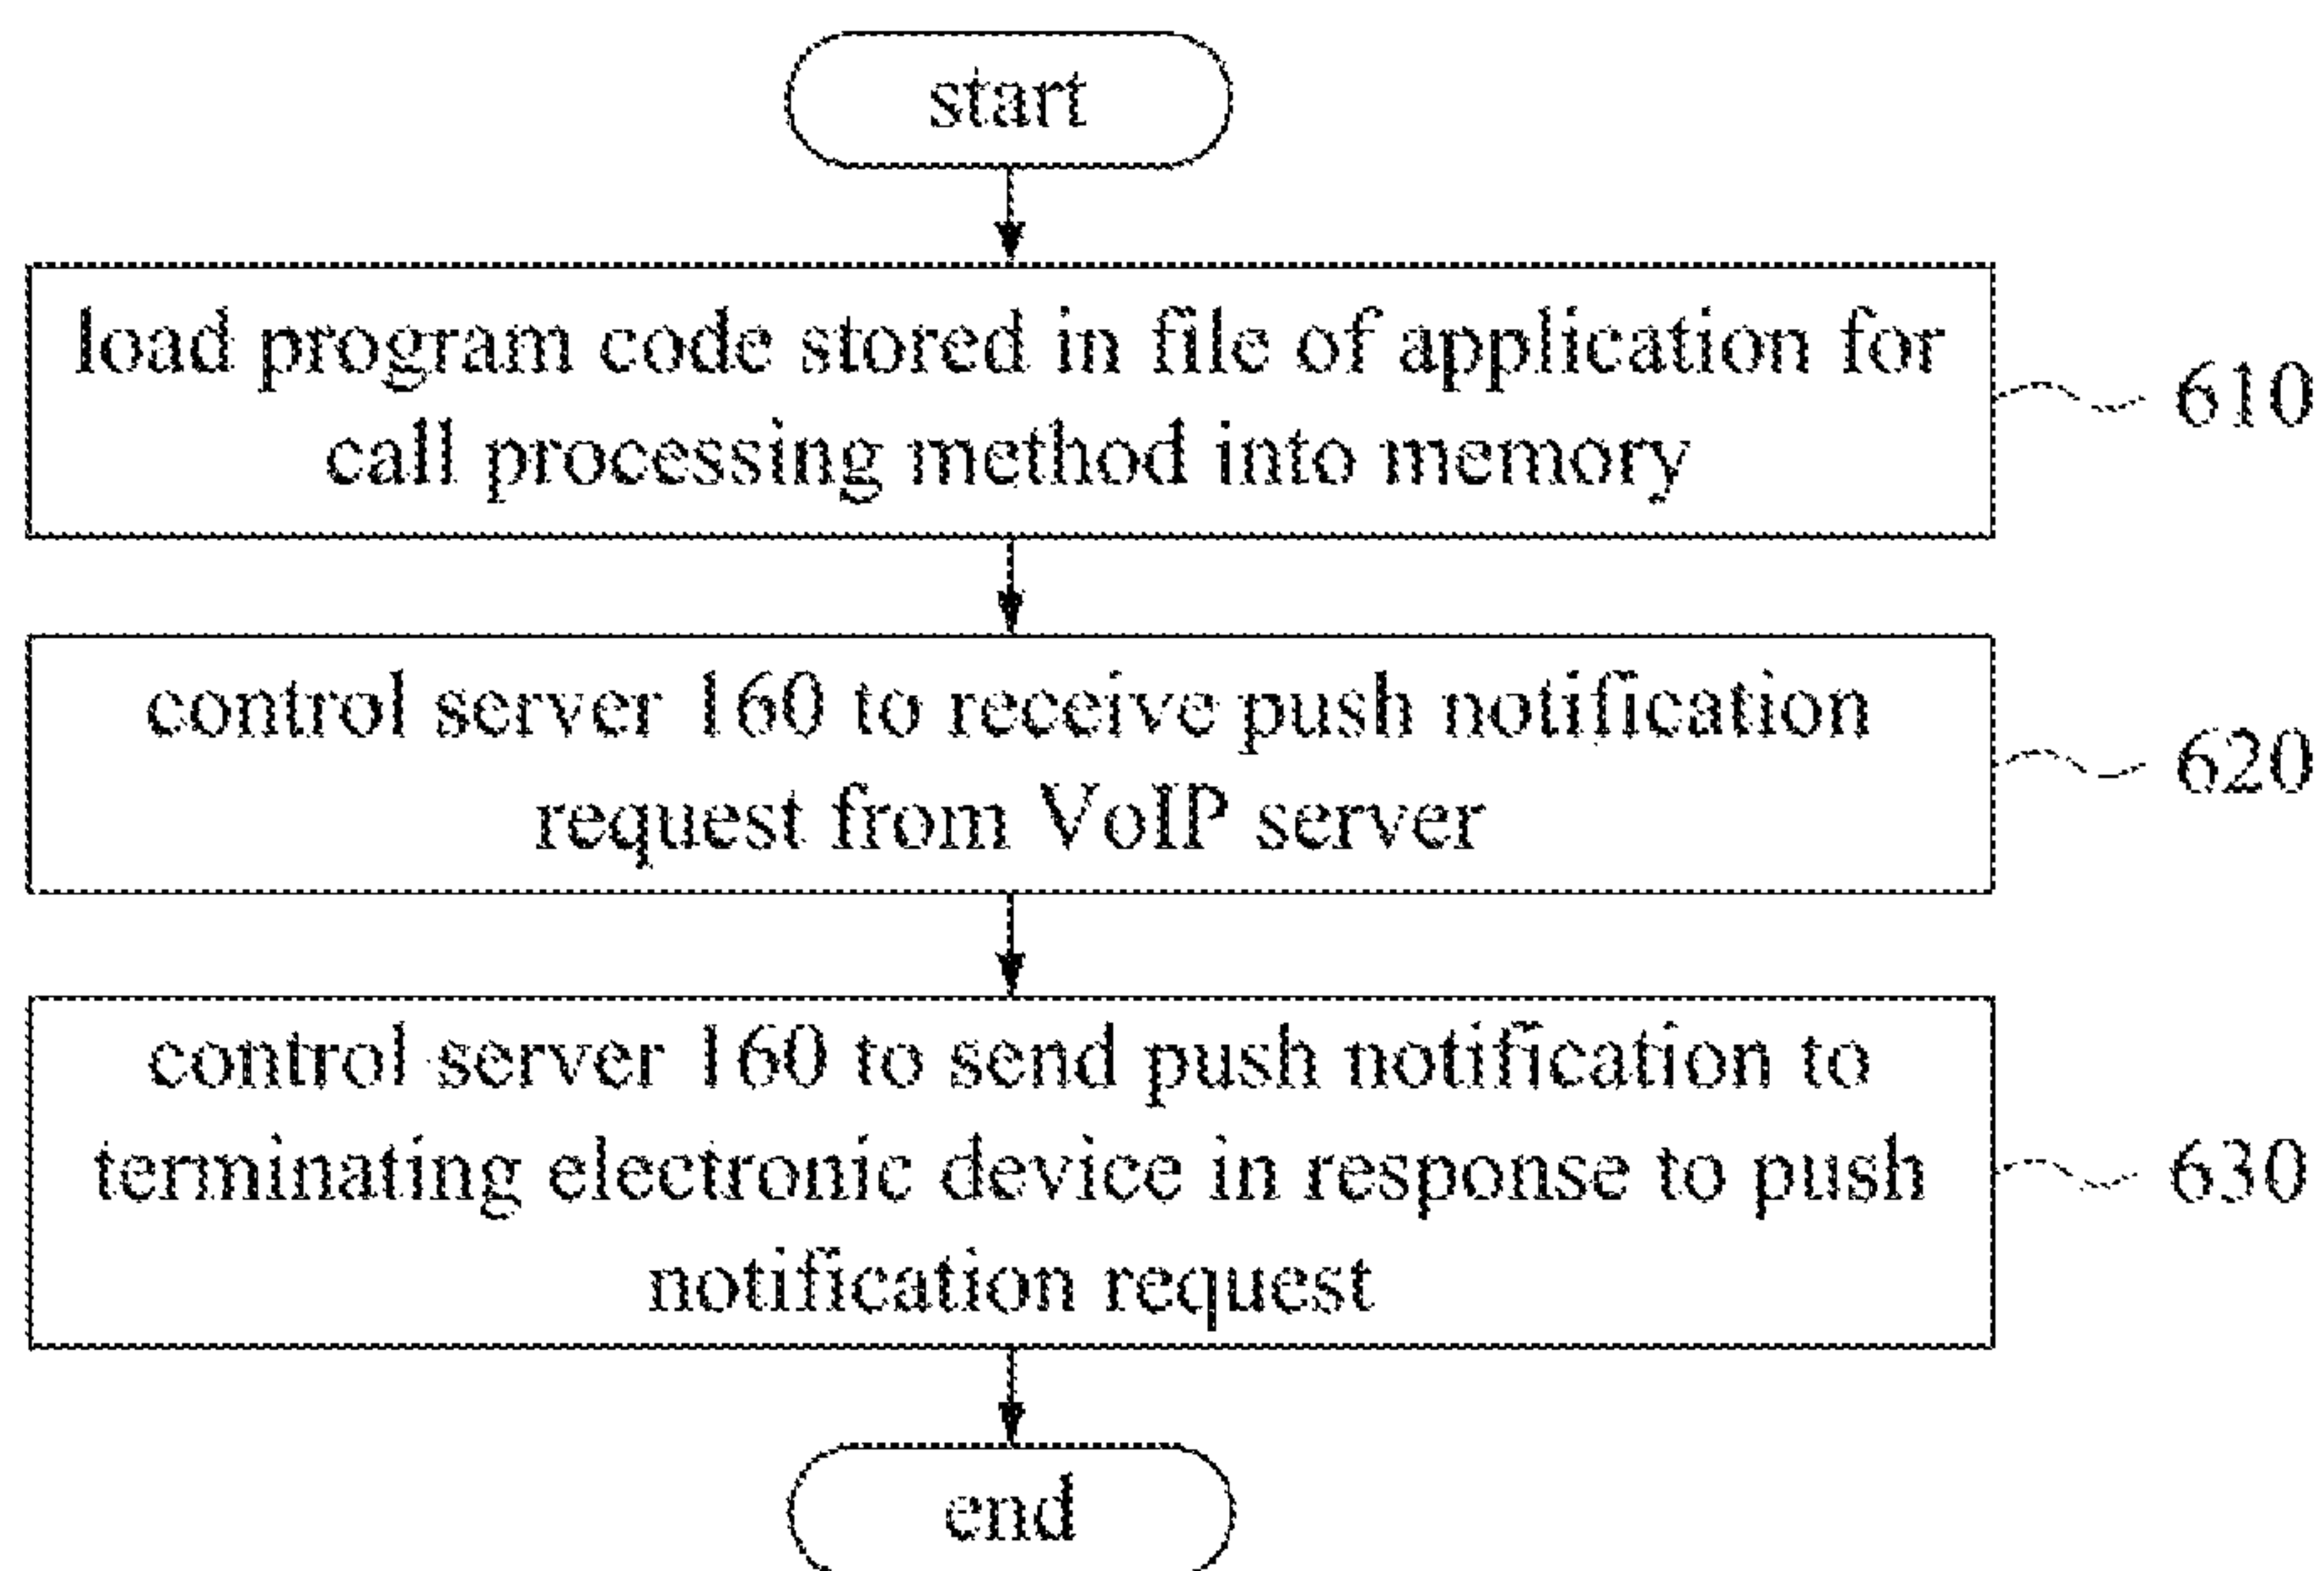 start
load program code stored in file of application for
call processing method into memory
610
control server 160 to receive push notification
request from VoIP server
620
control server 160 to send push notification to
terminating electronic device in response to push
notification request
630
end